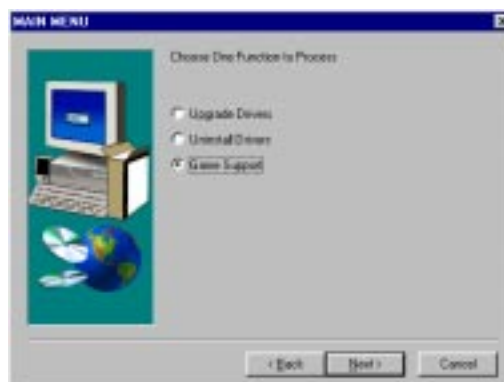 MAIN MENU
Choose One Function to Process
Upgrade Drivers
Uninstall Drivers
Game Support
< Back
Next >
Cancel